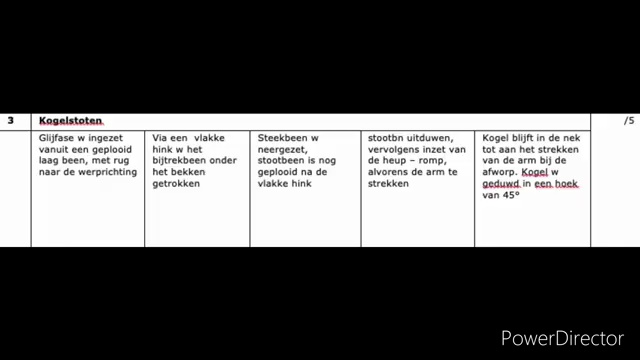 3 Kogelstoten /5
Glijfase w ingezet
vanuit een geplooid
laag been, met rug
naar de werprichting
Via een vlakke
hink w het
bijtrekbeen onder
het bekken
getrokken
Steekbeen w
neergezet,
stootbeen is nog
geplooid na de
vlakke hink
stootbn uitduwen,
vervolgens inzet van
de heup – romp,
alvorens de arm te
strekken
Kogel blijft in de nek
tot aan het strekken
van de arm bij de
afworp. Kogel w
geduwd in een hoek
van 45°
PowerDirector